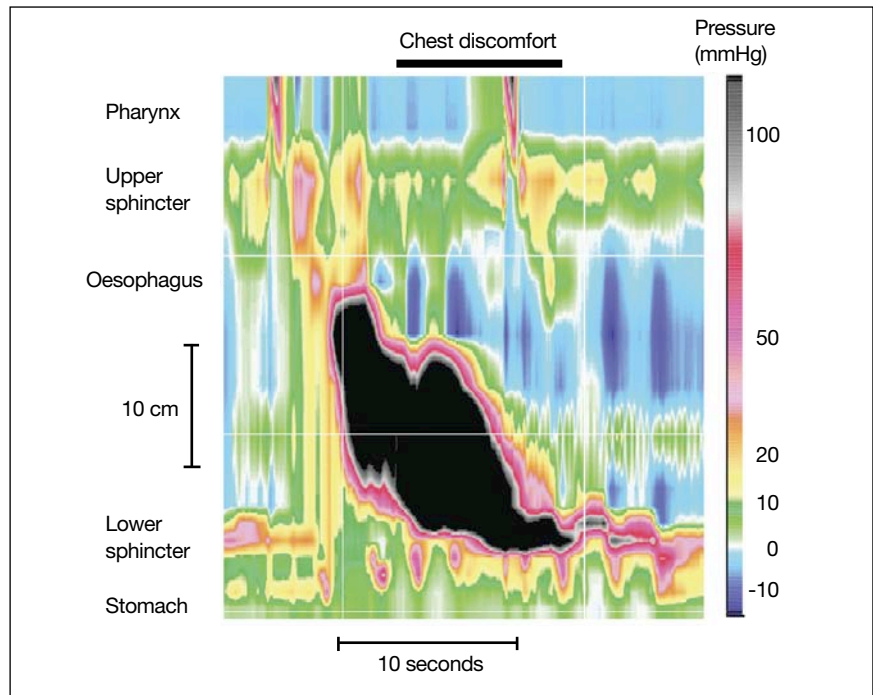 Chest discomfort
Pressure
(mmHg)
Pharynx
Upper
sphincter
Oesophagus
10 cm
Lower
sphincter
Stomach
100
50
20
10
0
-10
10 seconds